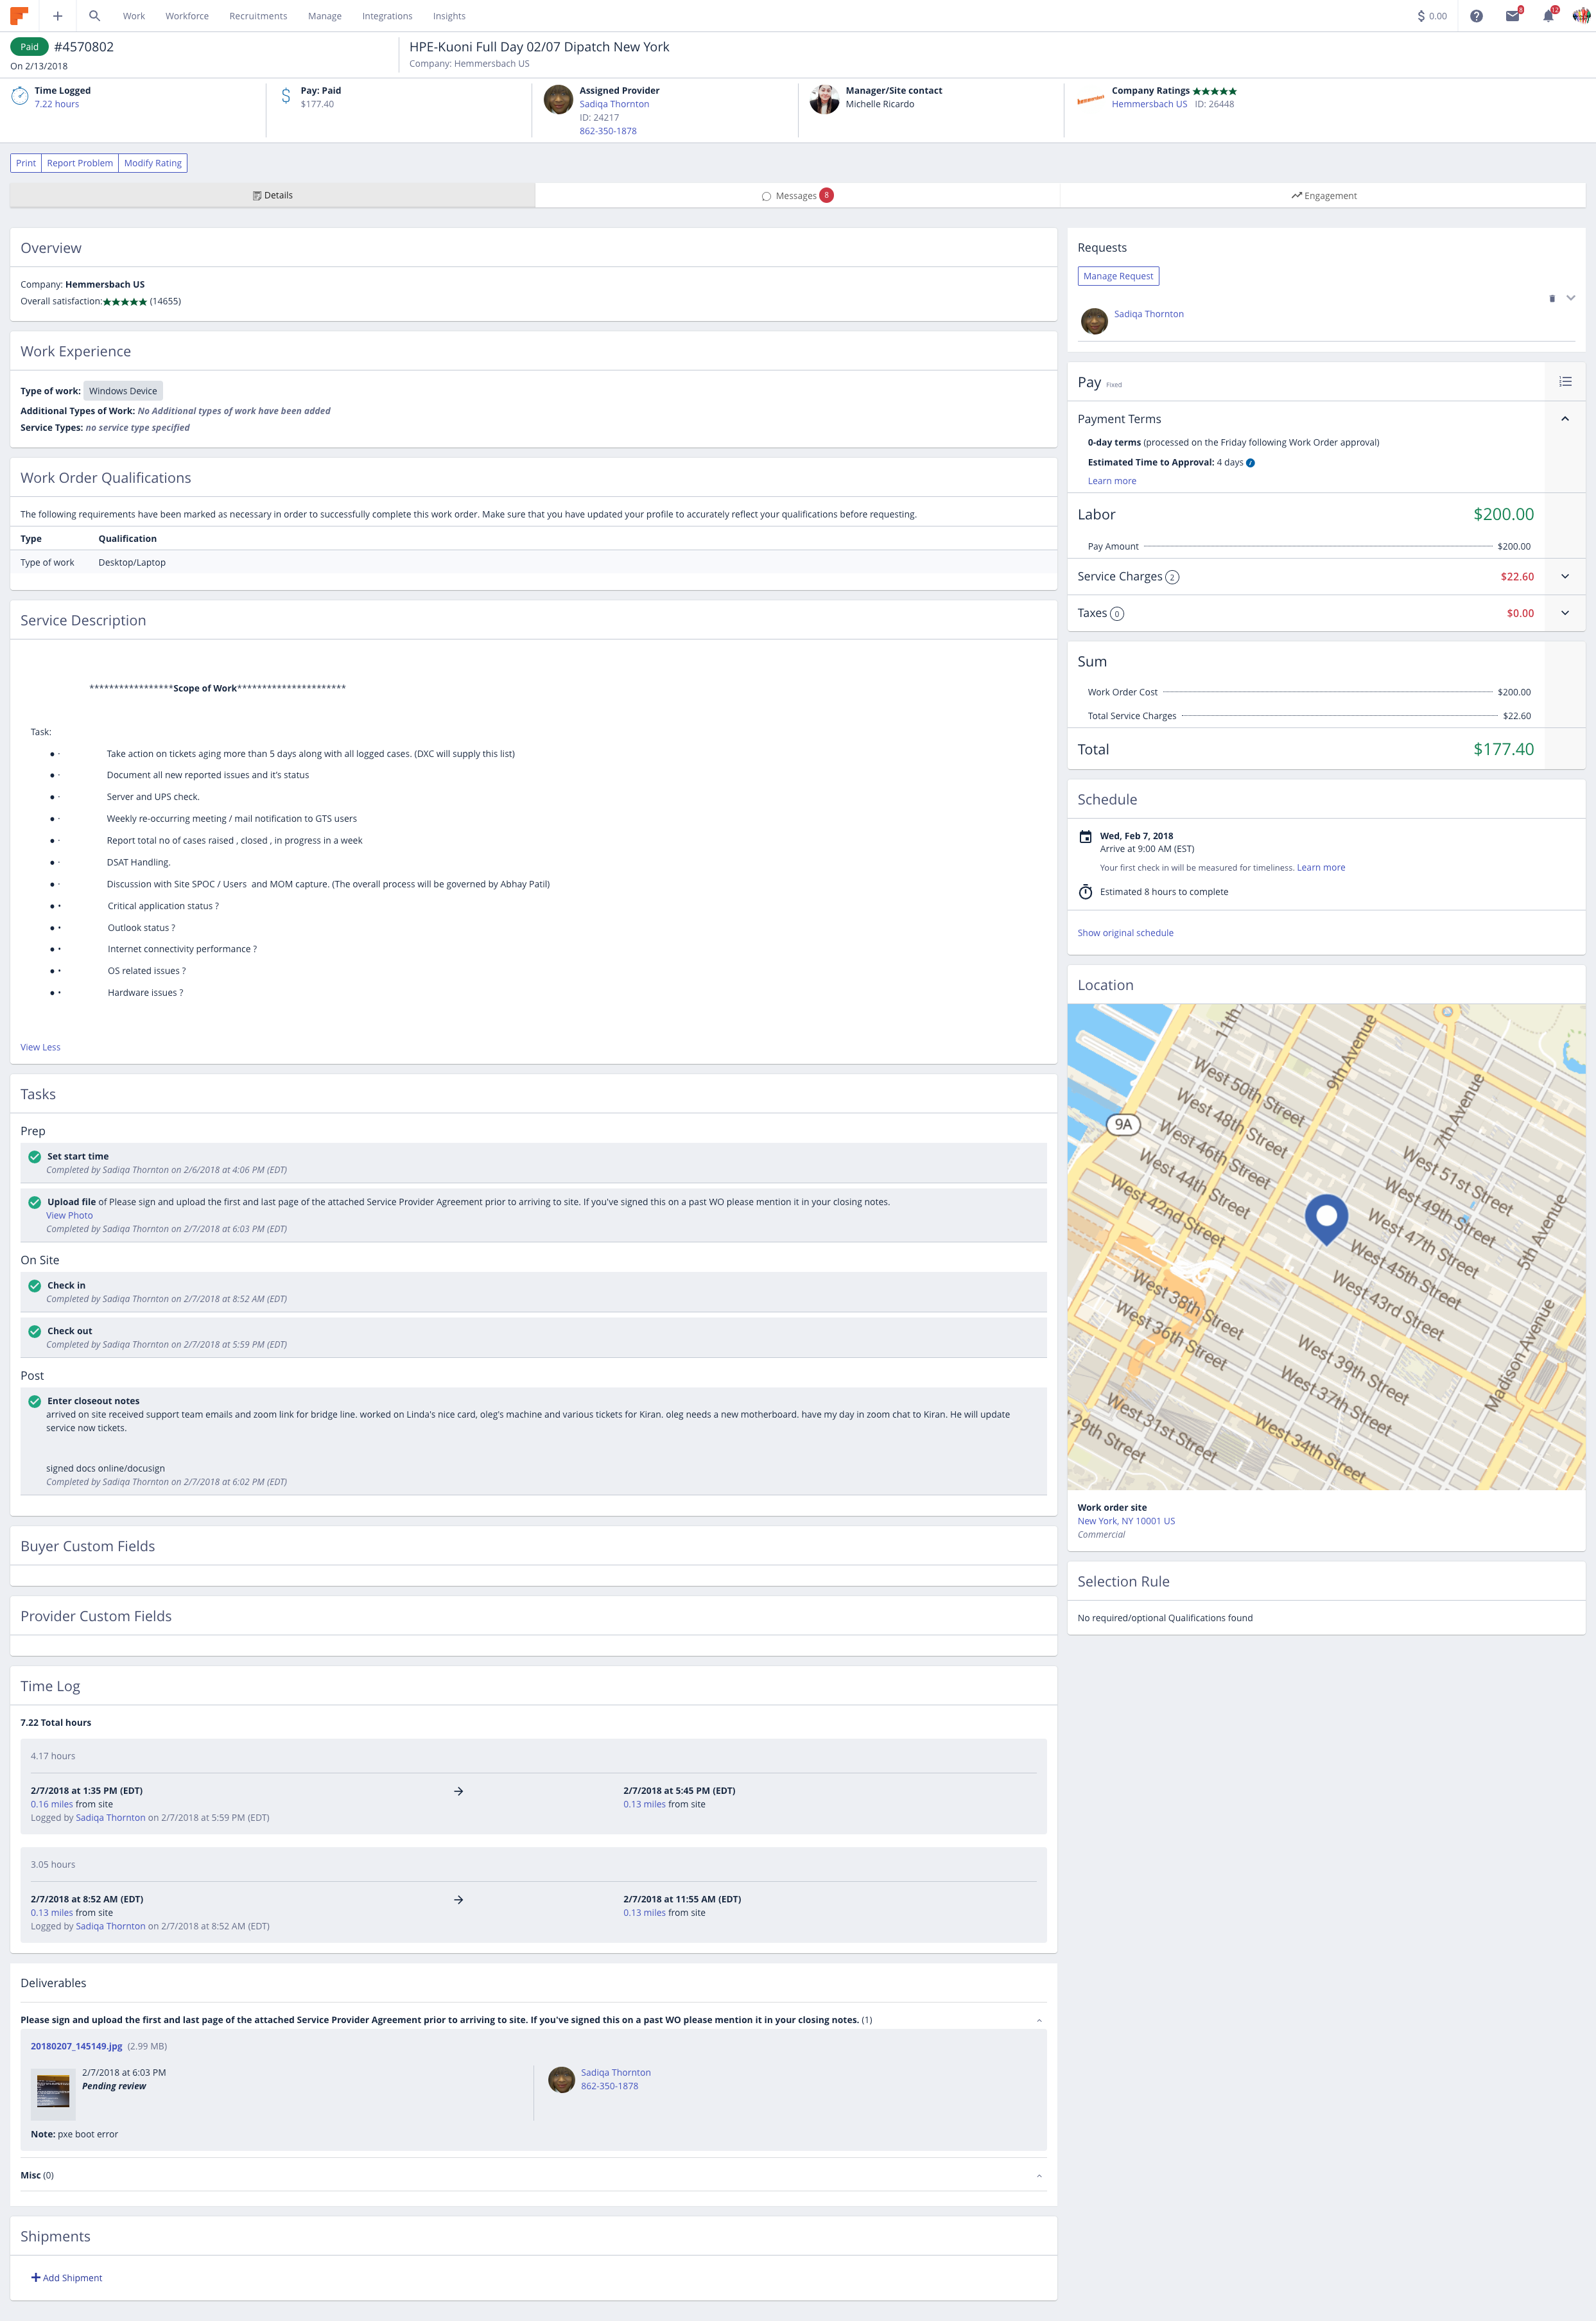 Work Workforce Recruitments Manage Integrations Insights
$ 0.00 8 12
Paid #4570802
On 2/13/2018
HPE-Kuoni Full Day 02/07 Dipatch New York
Company: Hemmersbach US
Time Logged
7.22 hours
Pay: Paid
$177.40
Assigned Provider
Sadiqa Thornton
ID: 24217
862-350-1878
Manager/Site contact
Michelle Ricardo
Company Ratings ★★★★★
Hemmersbach US ID: 26448
Print Report Problem Modify Rating
Details
Messages 8
Engagement
Overview
Company: Hemmersbach US
Overall satisfaction:★★★★★ (14655)
Work Experience
Type of work: Windows Device
Additional Types of Work: No Additional types of work have been added
Service Types: no service type specified
Work Order Qualifications
The following requirements have been marked as necessary in order to successfully complete this work order. Make sure that you have updated your profile to accurately reflect your qualifications before requesting.
Type Qualification
Type of work Desktop/Laptop
Service Description
*****************Scope of Work**********************
Task:
● · Take action on tickets aging more than 5 days along with all logged cases. (DXC will supply this list)
● · Document all new reported issues and it's status
● · Server and UPS check.
● · Weekly re-occurring meeting / mail notification to GTS users
● · Report total no of cases raised , closed , in progress in a week
● · DSAT Handling.
● · Discussion with Site SPOC / Users and MOM capture. (The overall process will be governed by Abhay Patil)
● • Critical application status ?
● • Outlook status ?
● • Internet connectivity performance ?
● • OS related issues ?
● • Hardware issues ?
View Less
Tasks
Prep
Set start time
Completed by Sadiqa Thornton on 2/6/2018 at 4:06 PM (EDT)
Upload file of Please sign and upload the first and last page of the attached Service Provider Agreement prior to arriving to site. If you've signed this on a past WO please mention it in your closing notes.
View Photo
Completed by Sadiqa Thornton on 2/7/2018 at 6:03 PM (EDT)
On Site
Check in
Completed by Sadiqa Thornton on 2/7/2018 at 8:52 AM (EDT)
Check out
Completed by Sadiqa Thornton on 2/7/2018 at 5:59 PM (EDT)
Post
Enter closeout notes
arrived on site received support team emails and zoom link for bridge line. worked on Linda's nice card, oleg's machine and various tickets for Kiran. oleg needs a new motherboard. have my day in zoom chat to Kiran. He will update
service now tickets.
signed docs online/docusign
Completed by Sadiqa Thornton on 2/7/2018 at 6:02 PM (EDT)
Buyer Custom Fields
Provider Custom Fields
Time Log
7.22 Total hours
4.17 hours
2/7/2018 at 1:35 PM (EDT) → 2/7/2018 at 5:45 PM (EDT)
0.16 miles from site 0.13 miles from site
Logged by Sadiqa Thornton on 2/7/2018 at 5:59 PM (EDT)
3.05 hours
2/7/2018 at 8:52 AM (EDT) → 2/7/2018 at 11:55 AM (EDT)
0.13 miles from site 0.13 miles from site
Logged by Sadiqa Thornton on 2/7/2018 at 8:52 AM (EDT)
Deliverables
Please sign and upload the first and last page of the attached Service Provider Agreement prior to arriving to site. If you've signed this on a past WO please mention it in your closing notes. (1)
20180207_145149.jpg (2.99 MB)
2/7/2018 at 6:03 PM
Pending review
Sadiqa Thornton
862-350-1878
Note: pxe boot error
Misc (0)
Shipments
Add Shipment
Requests
Manage Request
Sadiqa Thornton
Pay Fixed
Payment Terms
0-day terms (processed on the Friday following Work Order approval)
Estimated Time to Approval: 4 days
Learn more
Labor $200.00
Pay Amount $200.00
Service Charges 2 $22.60
Taxes 0 $0.00
Sum
Work Order Cost $200.00
Total Service Charges $22.60
Total $177.40
Schedule
Wed, Feb 7, 2018
Arrive at 9:00 AM (EST)
Your first check in will be measured for timeliness. Learn more
Estimated 8 hours to complete
Show original schedule
Location
11th
9th Avenue
West 50th Street
7th Avenue
9A
West 48th Street
West 46th Street
West 44th Street
West 42nd Street
West 51st Street
West 49th Street
West 47th Street
5th Avenue
West 45th Street
West 43rd Street
West 38th Street
West 36th Street
West 39th Street
Madison Avenue
West 37th Street
West 31st Street
29th Street
West 34th Street
Work order site
New York, NY 10001 US
Commercial
Selection Rule
No required/optional Qualifications found